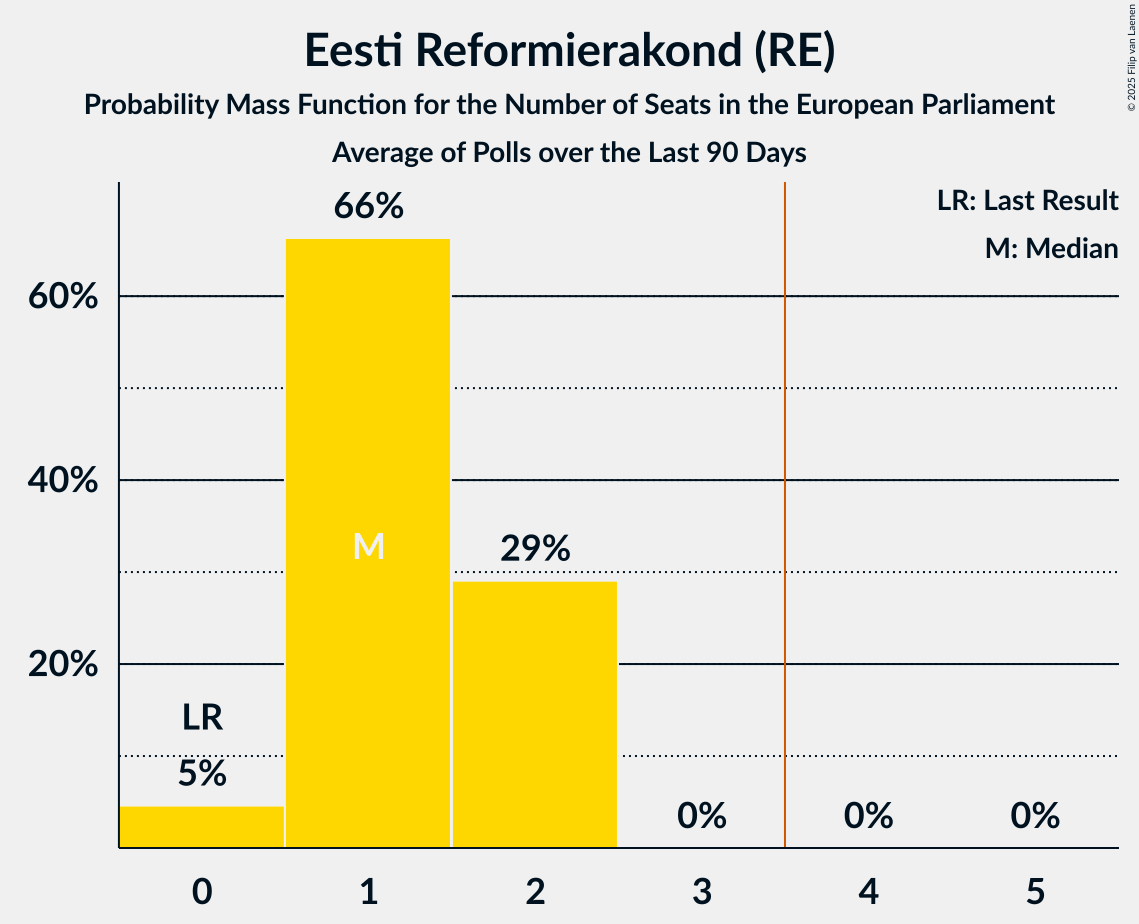 Eesti Reformierakond (RE)
Probability Mass Function for the Number of Seats in the European Parliament
Average of Polls over the Last 90 Days
© 2025 Filip van Laenen
LR: Last Result
M: Median
66%
60%
40%
M
29%
20%
LR
5%
0%
0%
0%
0
1
2
3
4
5